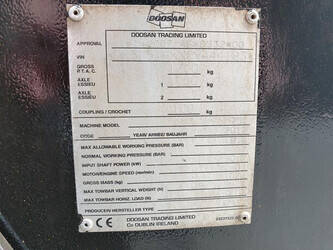 DOOSAN
DOOSAN TRADING LIMITED
APPROVAL
VIN
GROSS
P.T.A.C. kg
AXLE
ESSIEU 1 kg
AXLE
ESSIEU 2 kg
COUPLING / CROCHET kg
MACHINE MODEL
CODE YEAR/ ANNEE/ BAUJAHR
MAX ALLOWABLE WORKING PRESSURE (BAR)
NORMAL WORKING PRESSURE (BAR)
INPUT SHAFT POWER (kW)
MOTOR/ENGINE SPEED (min/min)
GROSS MASS (kg)
MAX TOWBAR VERTICAL WEIGHT (N)
MAX TOWBAR HORIZ. LOAD (N)
PRODUCER/ HERSTELLER TYPE
CE
DOOSAN TRADING LIMITED
Co DUBLIN IRELAND